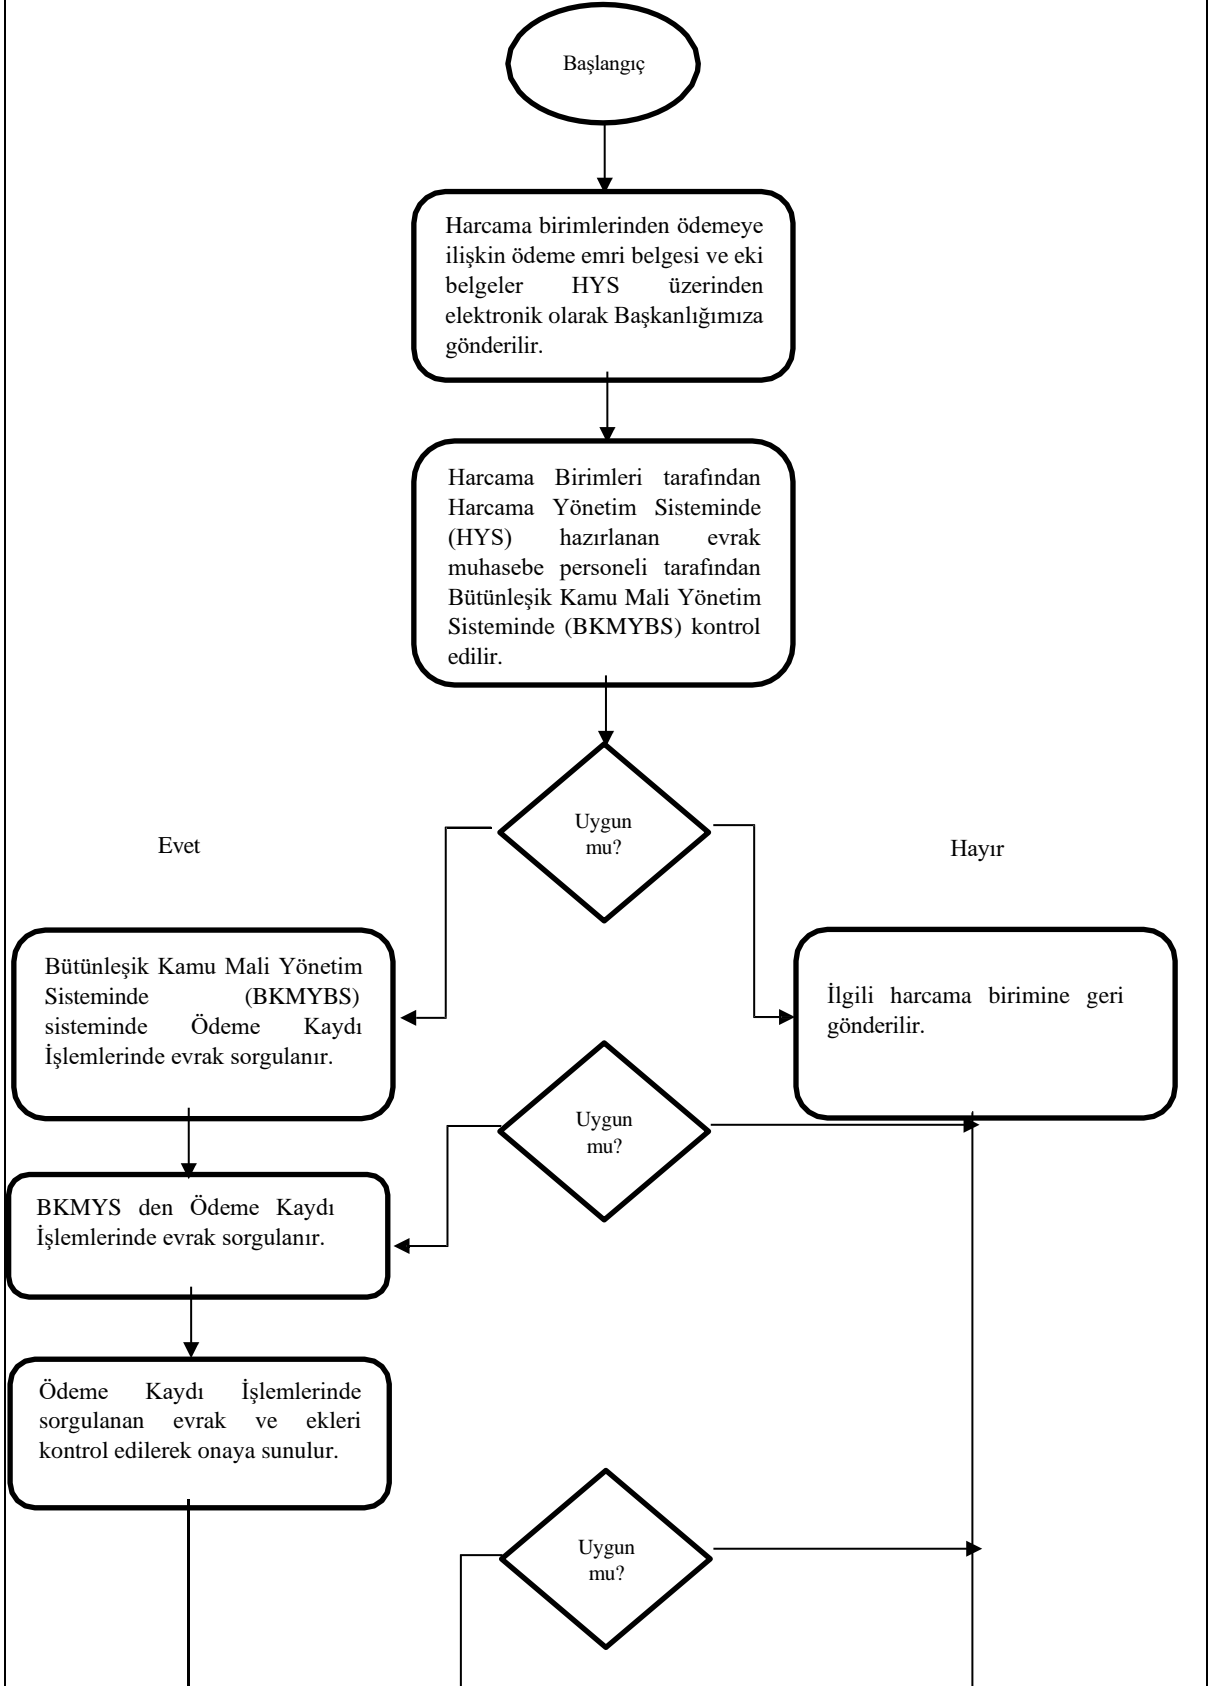 Başlangıç
Harcama birimlerinden ödemeye
ilişkin ödeme emri belgesi ve eki
belgeler HYS üzerinden
elektronik olarak Başkanlığımıza
gönderilir.
Harcama Birimleri tarafından
Harcama Yönetim Sisteminde
(HYS) hazırlanan evrak
muhasebe personeli tarafından
Bütünleşik Kamu Mali Yönetim
Sisteminde (BKMYBS) kontrol
edilir.
Uygun
mu?
Evet
Hayır
Bütünleşik Kamu Mali Yönetim
Sisteminde (BKMYBS)
sisteminde Ödeme Kaydı
İşlemlerinde evrak sorgulanır.
İlgili harcama birimine geri
gönderilir.
Uygun
mu?
BKMYS den Ödeme Kaydı
İşlemlerinde evrak sorgulanır.
Ödeme Kaydı İşlemlerinde
sorgulanan evrak ve ekleri
kontrol edilerek onaya sunulur.
Uygun
mu?